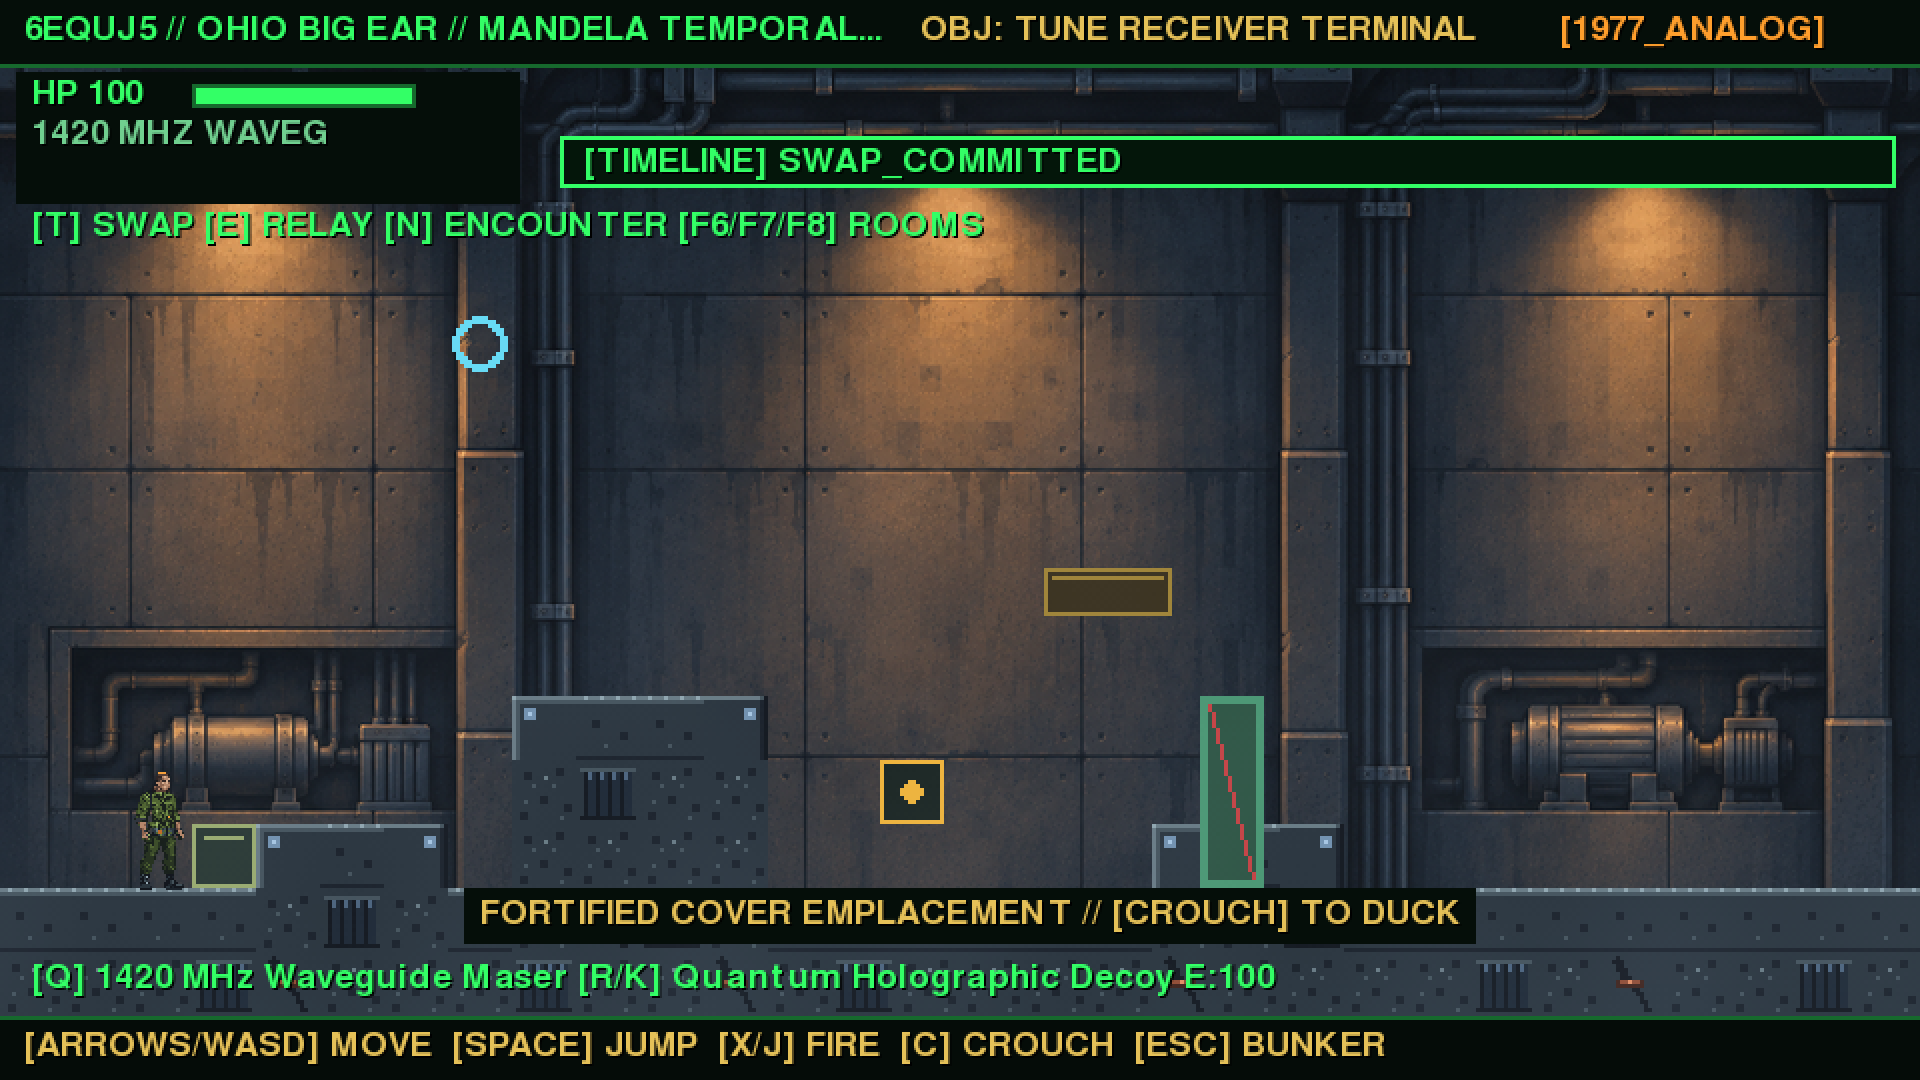 6EQUJ5 // OHIO BIG EAR // MANDELA TEMPORAL... OBJ: TUNE RECEIVER TERMINAL [1977_ANALOG]
HP 100
1420 MHZ WAVEG
[TIMELINE] SWAP_COMMITTED
[T] SWAP [E] RELAY [N] ENCOUNTER [F6/F7/F8] ROOMS
FORTIFIED COVER EMPLACEMENT // [CROUCH] TO DUCK
[Q] 1420 MHz Waveguide Maser [R/K] Quantum Holographic Decoy E:100
[ARROWS/WASD] MOVE [SPACE] JUMP [X/J] FIRE [C] CROUCH [ESC] BUNKER